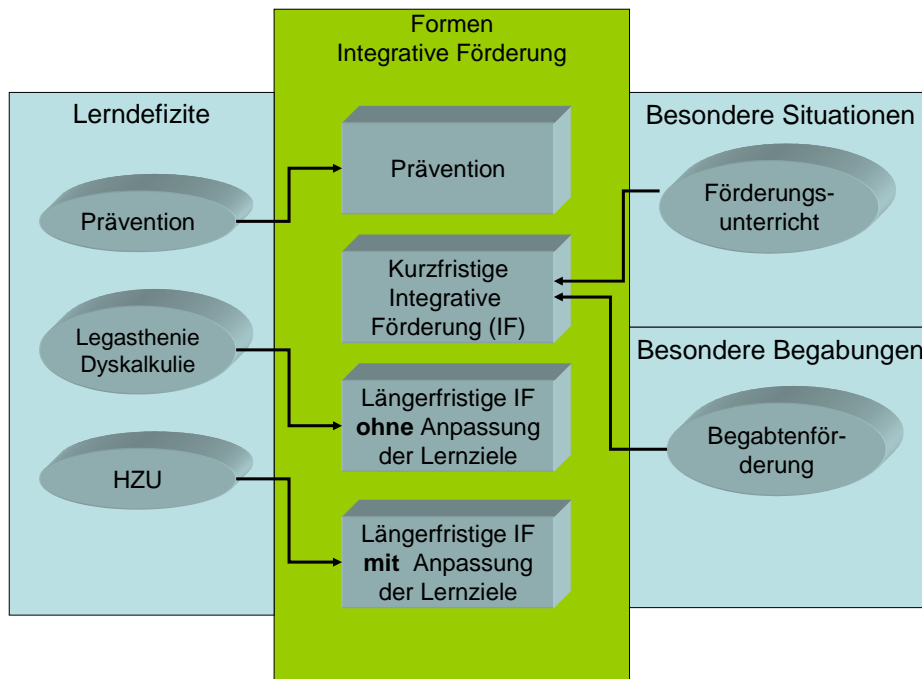 Formen
Integrative Förderung
Lerndefizite
Prävention
Legasthenie
Dyskalkulie
HZU
Prävention
Kurzfristige
Integrative
Förderung (IF)
Längerfristige IF
ohne Anpassung
der Lernziele
Längerfristige IF
mit Anpassung
der Lernziele
Besondere Situationen
Förderungs-
unterricht
Besondere Begabungen
Begabtenför-
derung